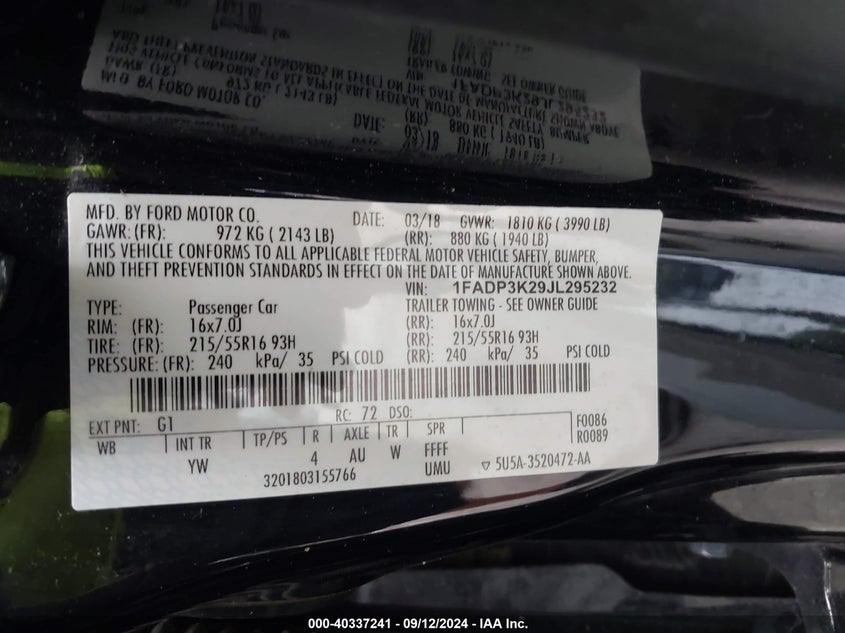 MFD. BY FORD MOTOR CO. DATE: 03/18 GVWR: 1810 KG ( 3990 LB)
GAWR: (FR): 972 KG ( 2143 LB) (RR): 880 KG ( 1940 LB)
THIS VEHICLE CONFORMS TO ALL APPLICABLE FEDERAL MOTOR VEHICLE SAFETY, BUMPER,
AND THEFT PREVENTION STANDARDS IN EFFECT ON THE DATE OF MANUFACTURE SHOWN ABOVE.
VIN: 1FADP3K29JL295232
TYPE: Passenger Car TRAILER TOWING - SEE OWNER GUIDE
RIM: (FR): 16x7.0J (RR): 16x7.0J
TIRE: (FR): 215/55R16 93H (RR): 215/55R16 93H
PRESSURE: (FR): 240 kPa/ 35 PSI COLD (RR): 240 kPa/ 35 PSI COLD
EXT PNT: G1 RC: 72 DSO: F0086
WB INT TR TP/PS R AXLE TR SPR R0089
YW 4 AU W FFFF
3201803155766 UMU ▽ 5U5A-3520472-AA
000-40337241 - 09/12/2024 - IAA Inc.